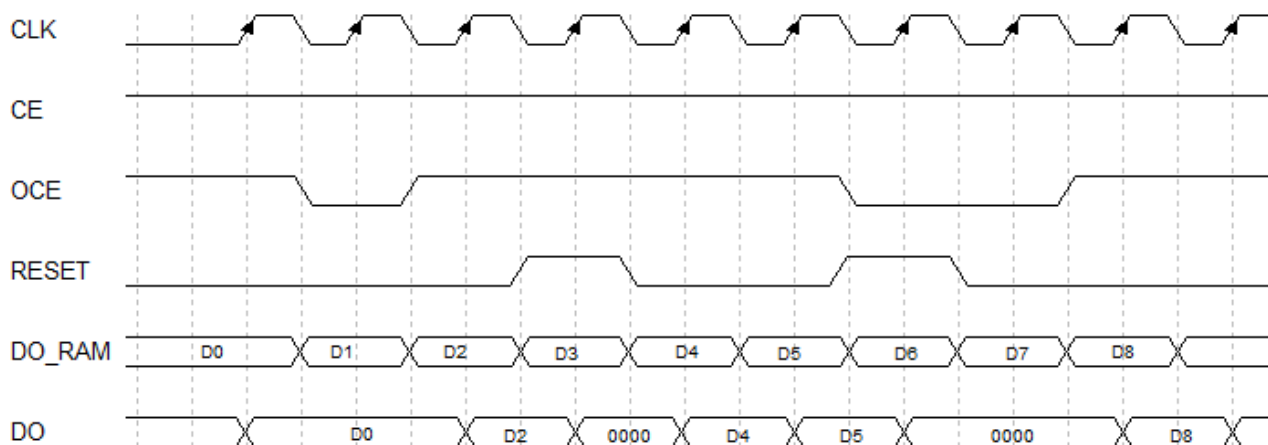 CLK
CE
OCE
RESET
DO_RAM D0 D1 D2 D3 D4 D5 D6 D7 D8
DO D0 D2 0000 D4 D5 0000 D8